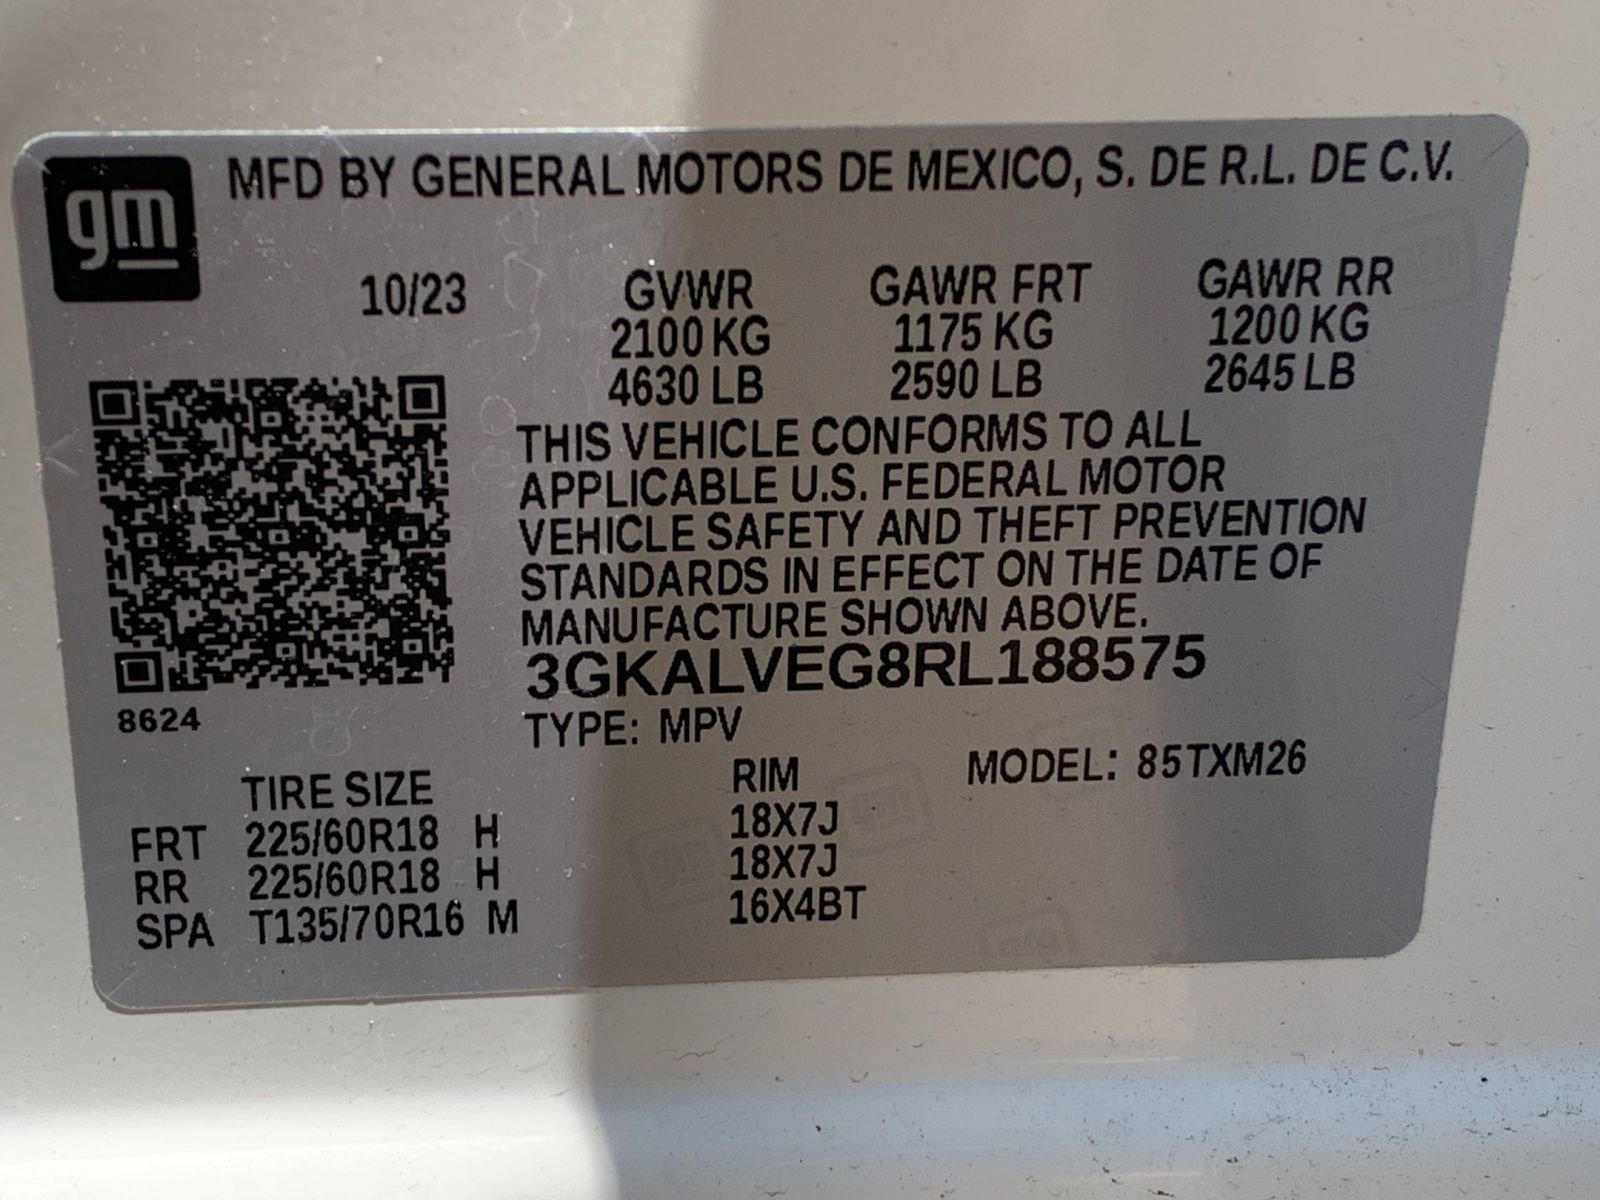 gm
MFD BY GENERAL MOTORS DE MEXICO, S. DE R.L. DE C.V.
10/23 GVWR GAWR FRT GAWR RR
2100 KG 1175 KG 1200 KG
4630 LB 2590 LB 2645 LB
THIS VEHICLE CONFORMS TO ALL
APPLICABLE U.S. FEDERAL MOTOR
VEHICLE SAFETY AND THEFT PREVENTION
STANDARDS IN EFFECT ON THE DATE OF
MANUFACTURE SHOWN ABOVE.
3GKALVEG8RL188575
8624
TYPE: MPV
MODEL: 85TXM26
TIRE SIZE RIM
FRT 225/60R18 H 18X7J
RR 225/60R18 H 18X7J
SPA T135/70R16 M 16X4BT